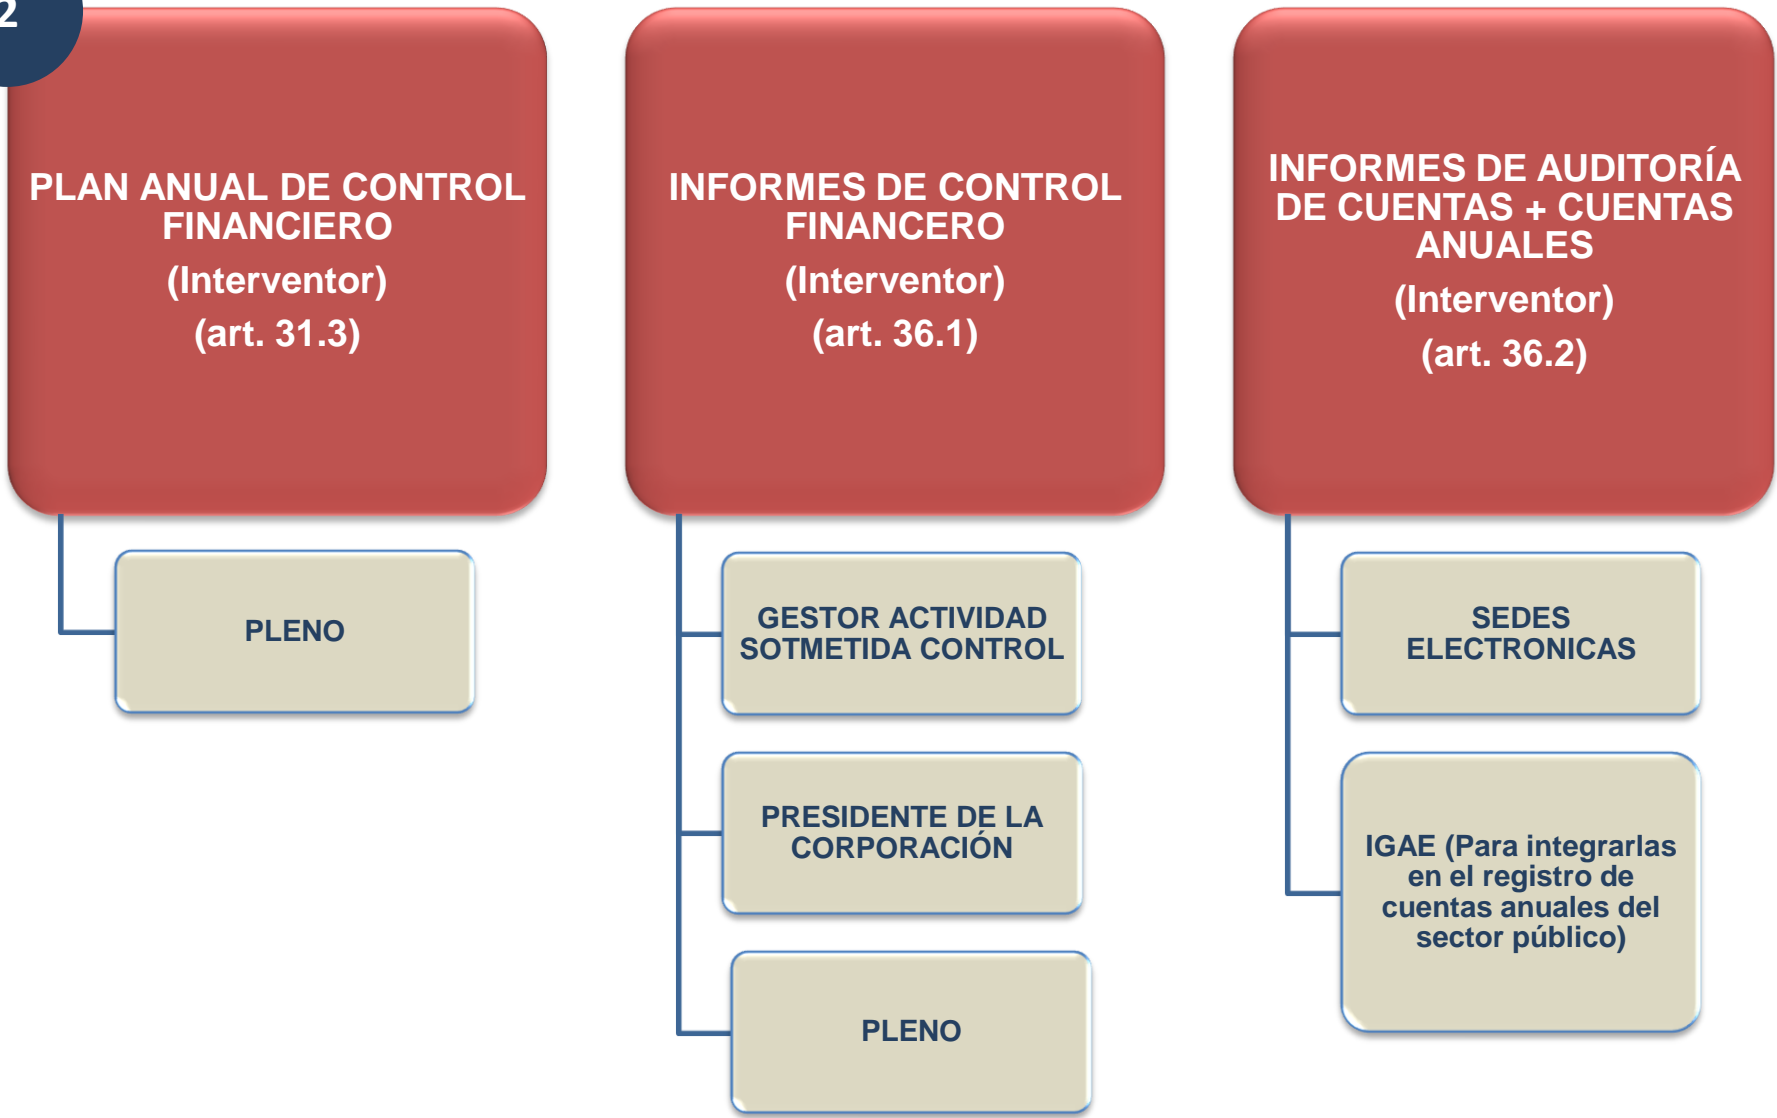 2
PLAN ANUAL DE CONTROL
FINANCIERO
(Interventor)
(art. 31.3)
PLENO
INFORMES DE CONTROL
FINANCERO
(Interventor)
(art. 36.1)
GESTOR ACTIVIDAD
SOTMETIDA CONTROL
PRESIDENTE DE LA
CORPORACIÓN
PLENO
INFORMES DE AUDITORÍA
DE CUENTAS + CUENTAS
ANUALES
(Interventor)
(art. 36.2)
SEDES
ELECTRONICAS
IGAE (Para integrarlas
en el registro de
cuentas anuales del
sector público)